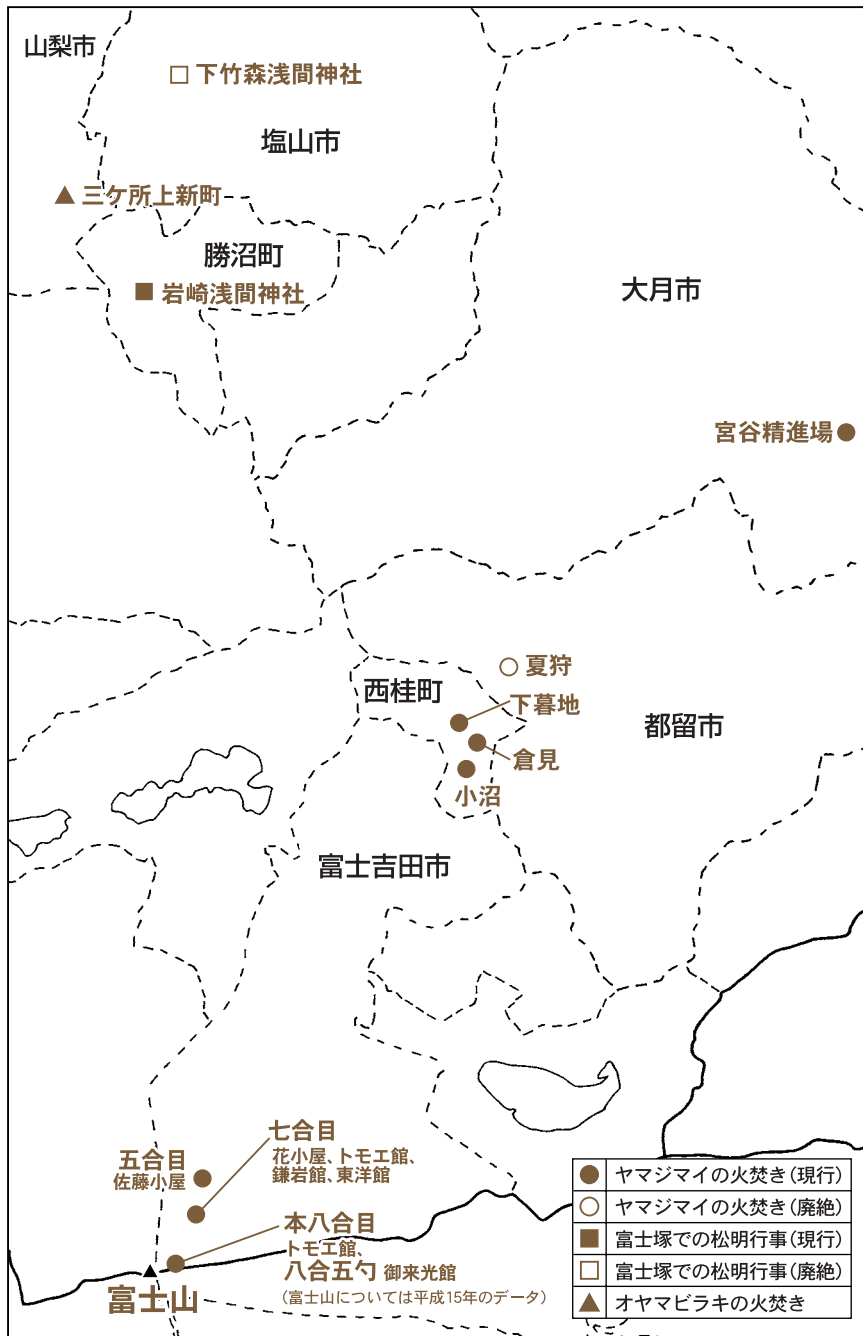 山梨市
下竹森浅間神社
塩山市
三ケ所上新町
勝沼町
岩崎浅間神社
大月市
宮谷精進場
夏狩
西桂町
下暮地
都留市
倉見
小沼
富士吉田市
七合目
花小屋、トモエ館、
鎌岩館、東洋館
五合目
佐藤小屋
本八合目
トモエ館、
八合五勺 御来光館
(富士山については平成15年のデータ)
富士山
ヤマジマイの火焚き(現行)
ヤマジマイの火焚き(廃絶)
富士塚での松明行事(現行)
富士塚での松明行事(廃絶)
オヤマビラキの火焚き